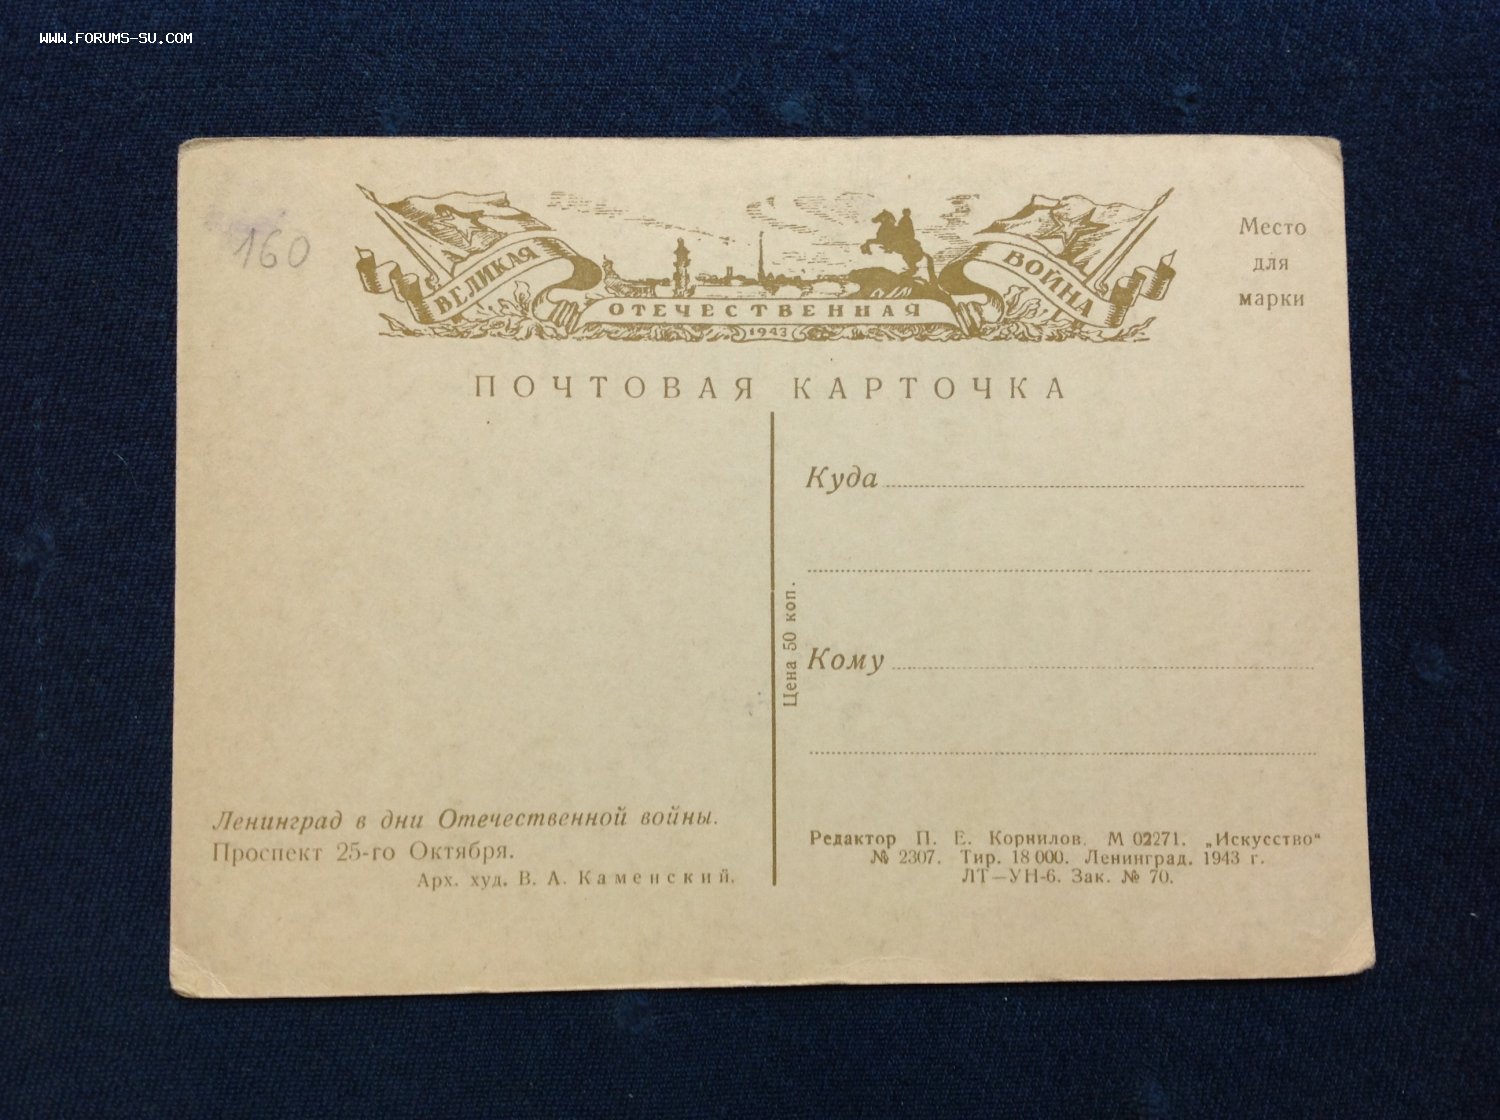 WWW.FORUMS-SU.COM
160
ВЕЛИКАЯ
ОТЕЧЕСТВЕННАЯ
ВОЙНА
1943
Место
для
марки
ПОЧТОВАЯ КАРТОЧКА
Куда
Цена 50 коп.
Кому
Ленинград в дни Отечественной войны.
Проспект 25-го Октября.
Арх. худ. В. А. Каменский.
Редактор П. Е. Корнилов. М 02271. „Искусство“
№ 2307. Тир. 18 000. Ленинград. 1943 г.
ЛТ—УН-6. Зак. № 70.